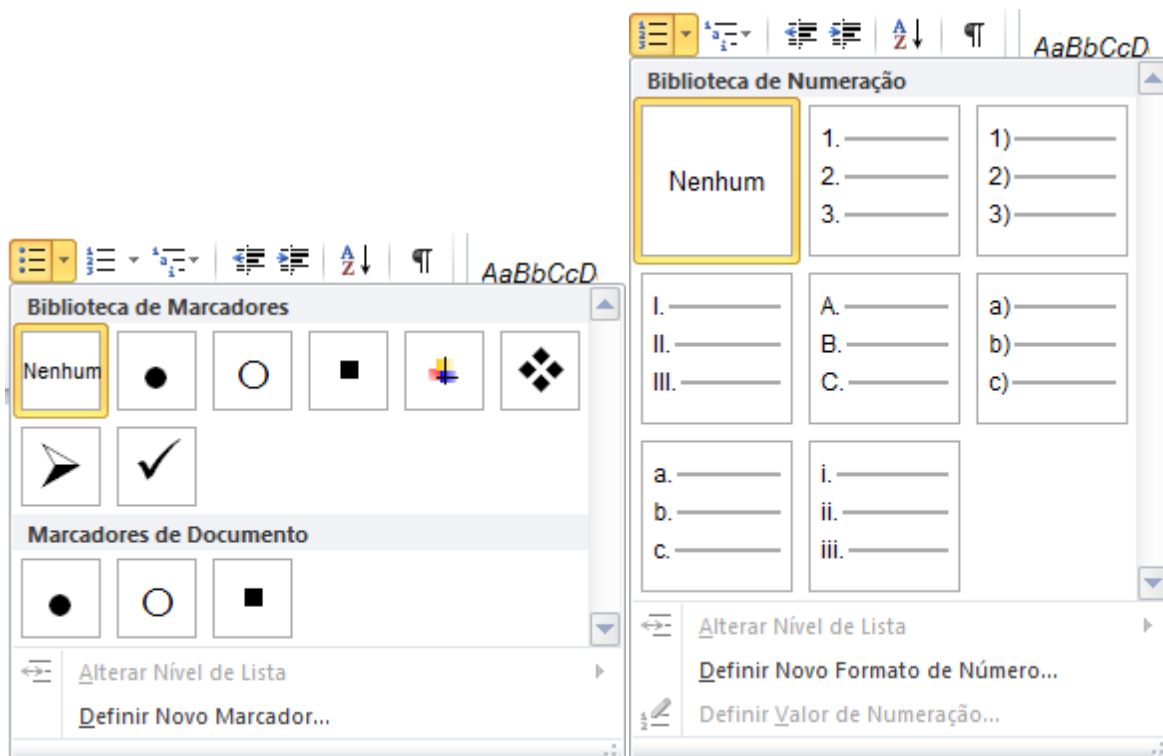 AaBbCcD
Biblioteca de Marcadores
Nenhum
Marcadores de Documento
Alterar Nível de Lista
Definir Novo Marcador...
AaBbCcD
Biblioteca de Numeração
Nenhum
1.
2.
3.
1)
2)
3)
I.
II.
III.
A.
B.
C.
a)
b)
c)
a.
b.
c.
i.
ii.
iii.
Alterar Nível de Lista
Definir Novo Formato de Número...
Definir Valor de Numeração...